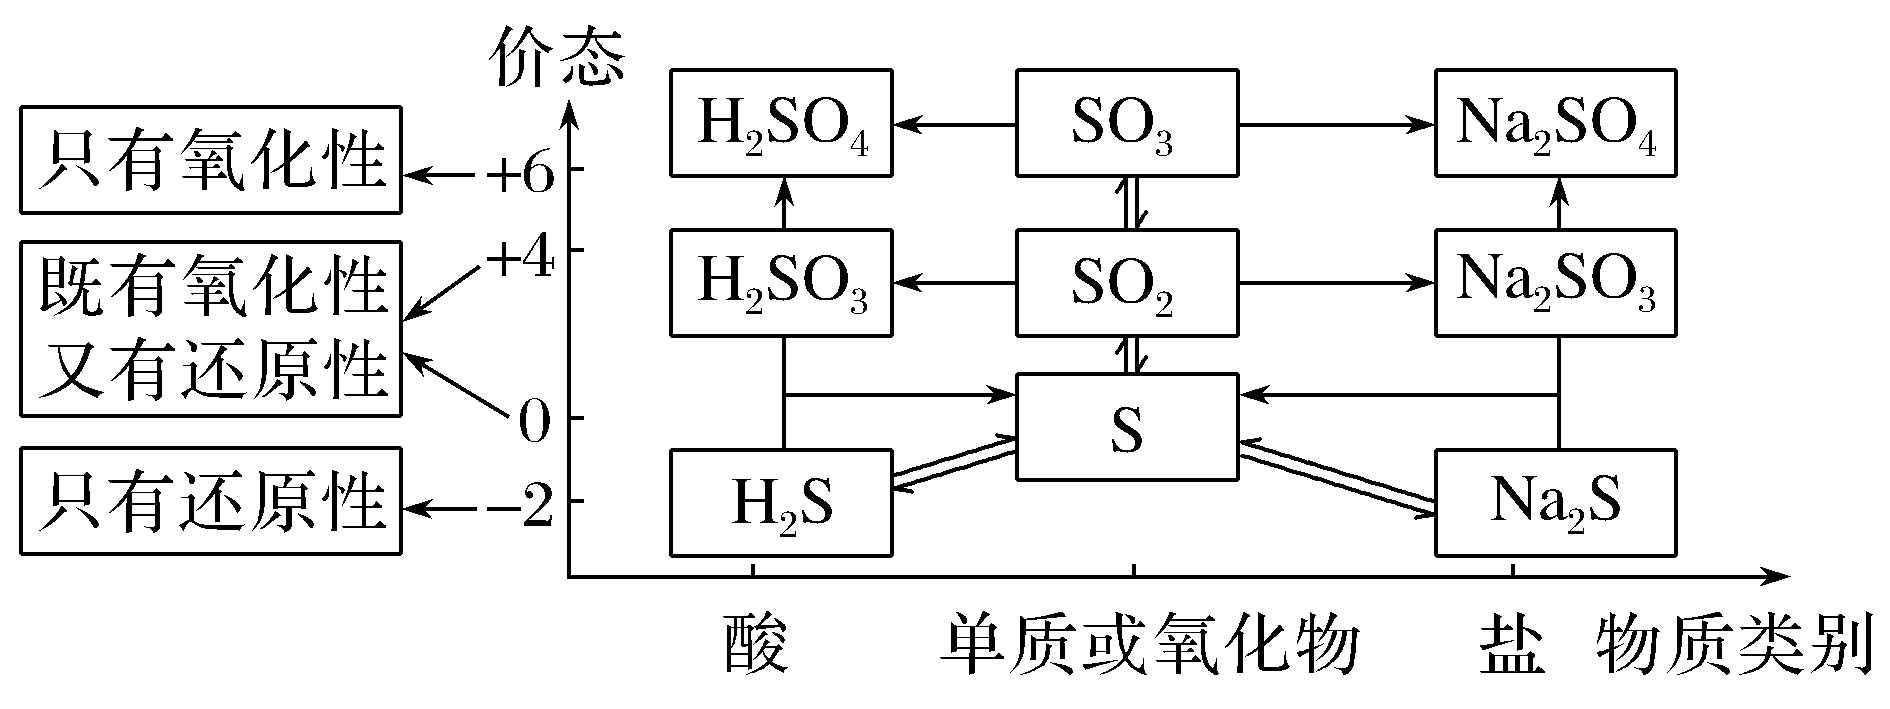 价态
只有氧化性
+6
H₂SO₄
SO₃
Na₂SO₄
既有氧化性
又有还原性
+4
H₂SO₃
SO₂
Na₂SO₃
0
S
只有还原性
−2
H₂S
Na₂S
酸
单质或氧化物
盐
物质类别